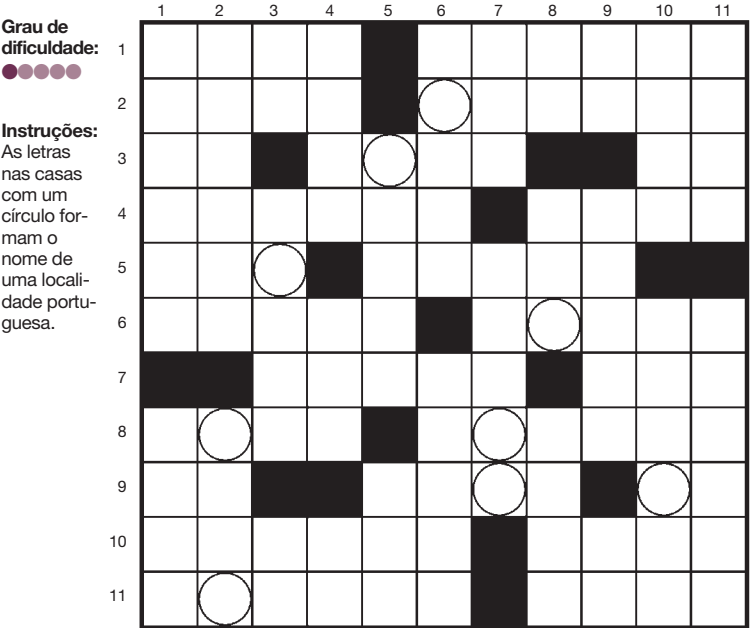 Grau de
dificuldade:
Instruções:
As letras
nas casas
com um
círculo for-
mam o
nome de
uma locali-
dade portu-
guesa.
1 2 3 4 5 6 7 8 9 10 11
1
2
3
4
5
6
7
8
9
10
11